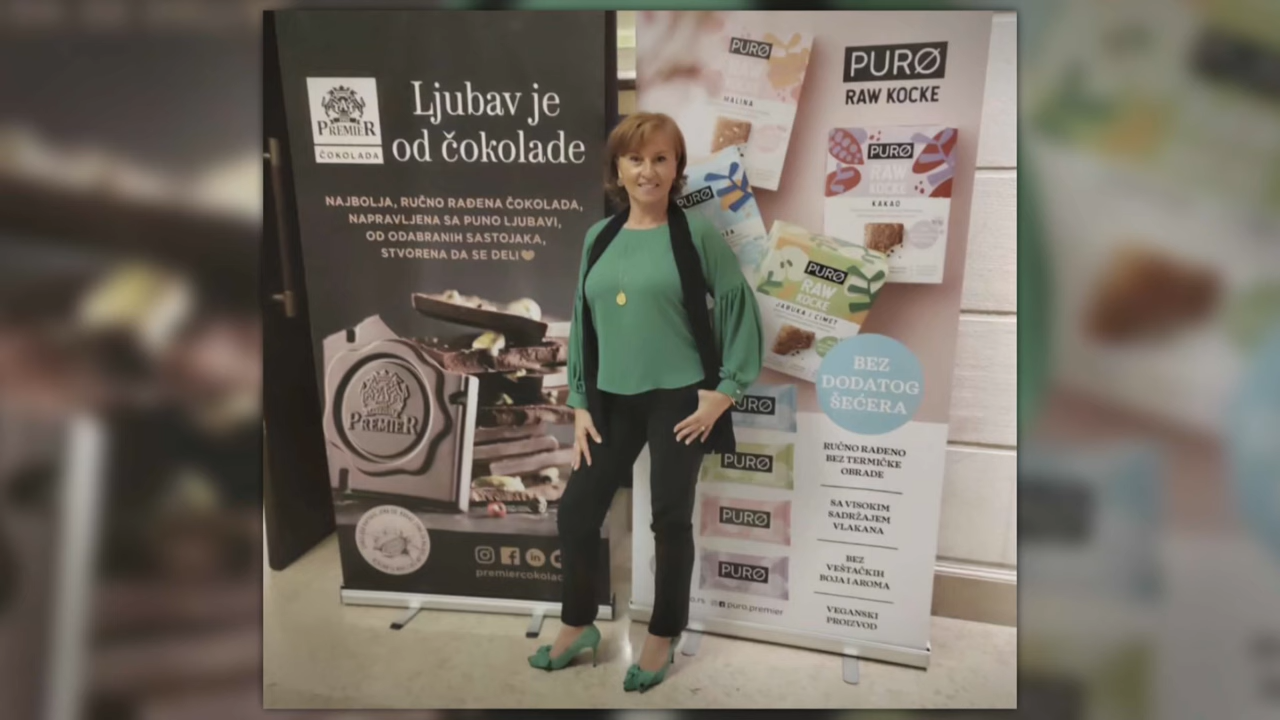 PREMIER
ČOKOLADA
Ljubav je
od čokolade
NAJBOLJA, RUČNO RAĐENA ČOKOLADA,
NAPRAVLJENA SA PUNO LJUBAVI,
OD ODABRANIH SASTOJAKA,
STVORENA DA SE DELI
PREMIER
premiercokolad
PURØ
RAW KOCKE
PURØ
RAW
KOCKE
MALINA
PURØ
RAW
KOCKE
KAKAO
PURØ
PURØ
RAW
KOCKE
JABUKA I CIMET
BEZ
DODATOG
ŠEĆERA
PURØ
PURØ
PURØ
PURØ
RUČNO RAĐENO
BEZ TERMIČKE
OBRADE
SA VISOKIM
SADRŽAJEM
VLAKANA
BEZ
VEŠTAČKIH
BOJA I AROMA
VEGANSKI
PROIZVOD
puro.premier